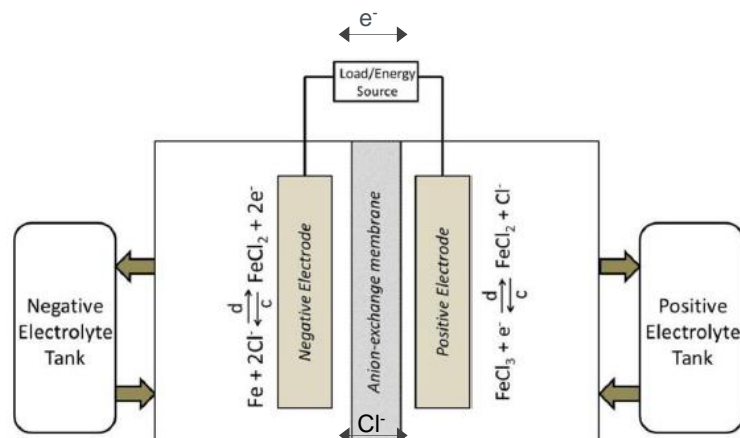 e⁻
Load/Energy
Source
Negative
Electrolyte
Tank
Fe + 2Cl⁻ ⇌ FeCl₂ + 2e⁻
d
c
Negative Electrode
Anion-exchange membrane
Positive Electrode
FeCl₃ + e⁻ ⇌ FeCl₂ + Cl⁻
d
c
Positive
Electrolyte
Tank
Cl⁻